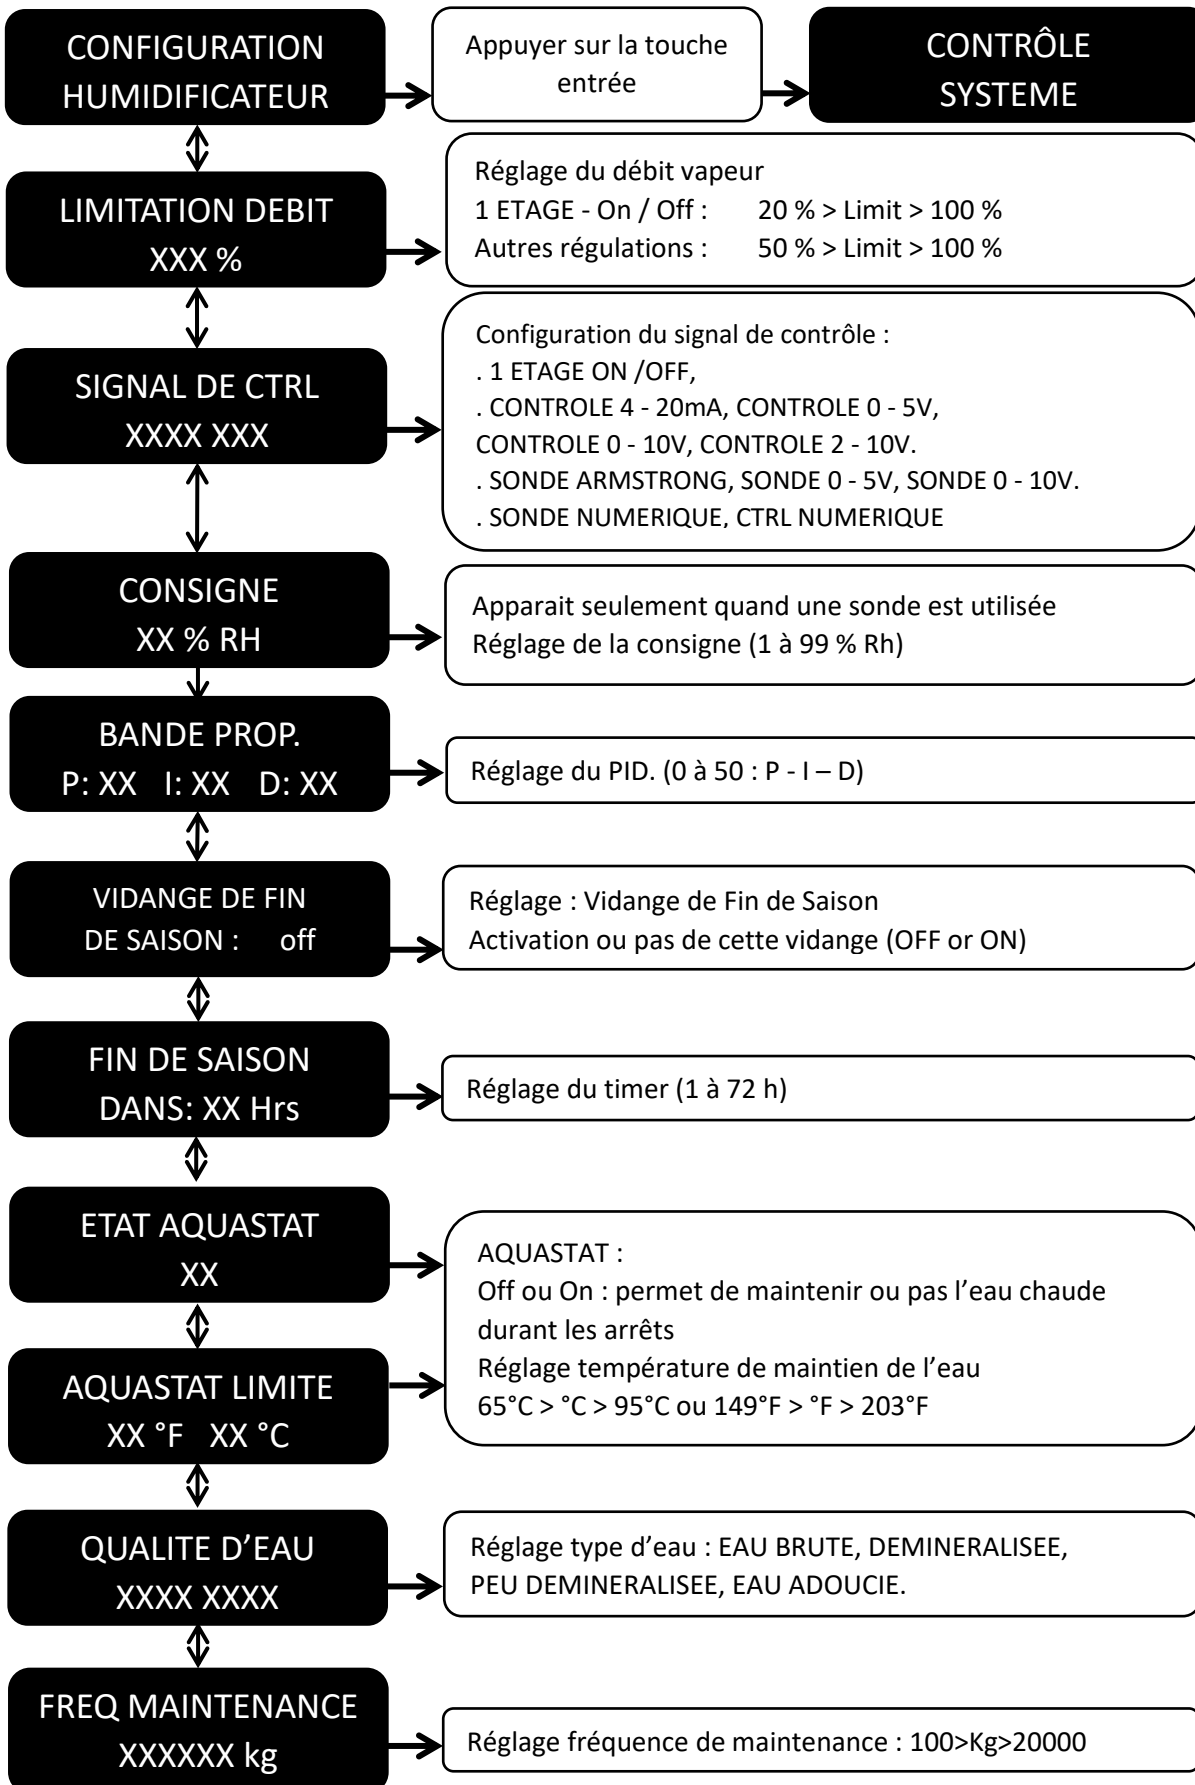 CONFIGURATION
HUMIDIFICATEUR
Appuyer sur la touche
entrée
CONTRÔLE
SYSTEME
LIMITATION DEBIT
XXX %
Réglage du débit vapeur
1 ETAGE - On / Off : 20 % > Limit > 100 %
Autres régulations : 50 % > Limit > 100 %
SIGNAL DE CTRL
XXXX XXX
Configuration du signal de contrôle :
. 1 ETAGE ON /OFF,
. CONTROLE 4 - 20mA, CONTROLE 0 - 5V,
CONTROLE 0 - 10V, CONTROLE 2 - 10V.
. SONDE ARMSTRONG, SONDE 0 - 5V, SONDE 0 - 10V.
. SONDE NUMERIQUE, CTRL NUMERIQUE
CONSIGNE
XX % RH
Apparait seulement quand une sonde est utilisée
Réglage de la consigne (1 à 99 % Rh)
BANDE PROP.
P: XX I: XX D: XX
Réglage du PID. (0 à 50 : P - I – D)
VIDANGE DE FIN
DE SAISON : off
Réglage : Vidange de Fin de Saison
Activation ou pas de cette vidange (OFF or ON)
FIN DE SAISON
DANS: XX Hrs
Réglage du timer (1 à 72 h)
ETAT AQUASTAT
XX
AQUASTAT :
Off ou On : permet de maintenir ou pas l’eau chaude
durant les arrêts
Réglage température de maintien de l’eau
65°C > °C > 95°C ou 149°F > °F > 203°F
AQUASTAT LIMITE
XX °F XX °C
QUALITE D’EAU
XXXX XXXX
Réglage type d’eau : EAU BRUTE, DEMINERALISEE,
PEU DEMINERALISEE, EAU ADOUCIE.
FREQ MAINTENANCE
XXXXXX kg
Réglage fréquence de maintenance : 100>Kg>20000